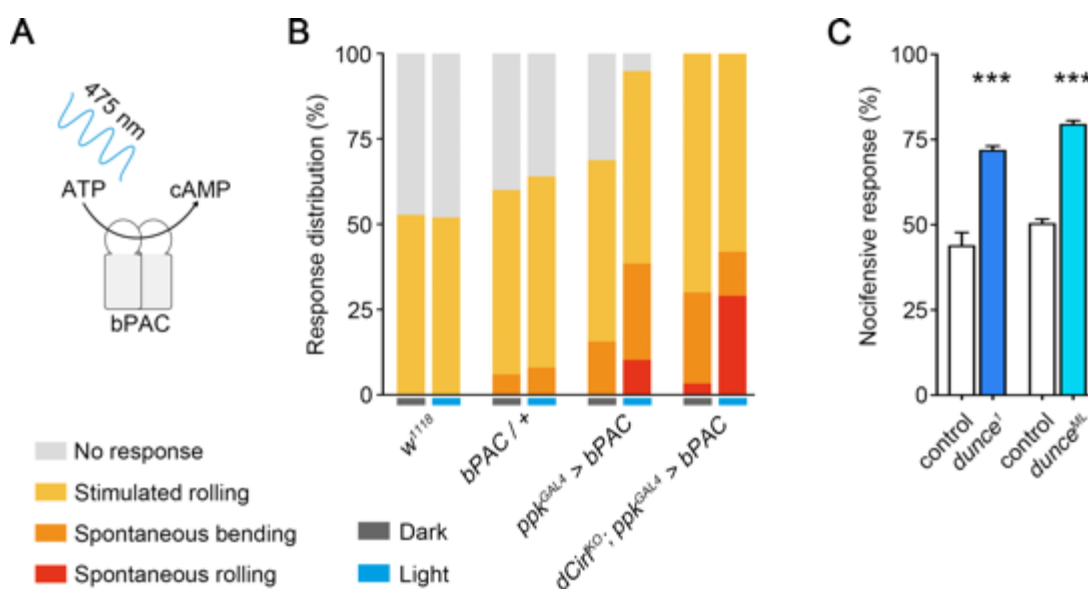 A
475 nm
ATP
cAMP
bPAC
B
Response distribution (%)
100
75
50
25
0
w¹¹¹⁸
bPAC / +
ppkᴳᴬᴸ⁴ > bPAC
dCirlᴷᴼ; ppkᴳᴬᴸ⁴ > bPAC
No response
Stimulated rolling
Spontaneous bending
Spontaneous rolling
Dark
Light
C
Nocifensive response (%)
100
75
50
25
0
***
***
control
dunce¹
control
dunceᴹᴸ